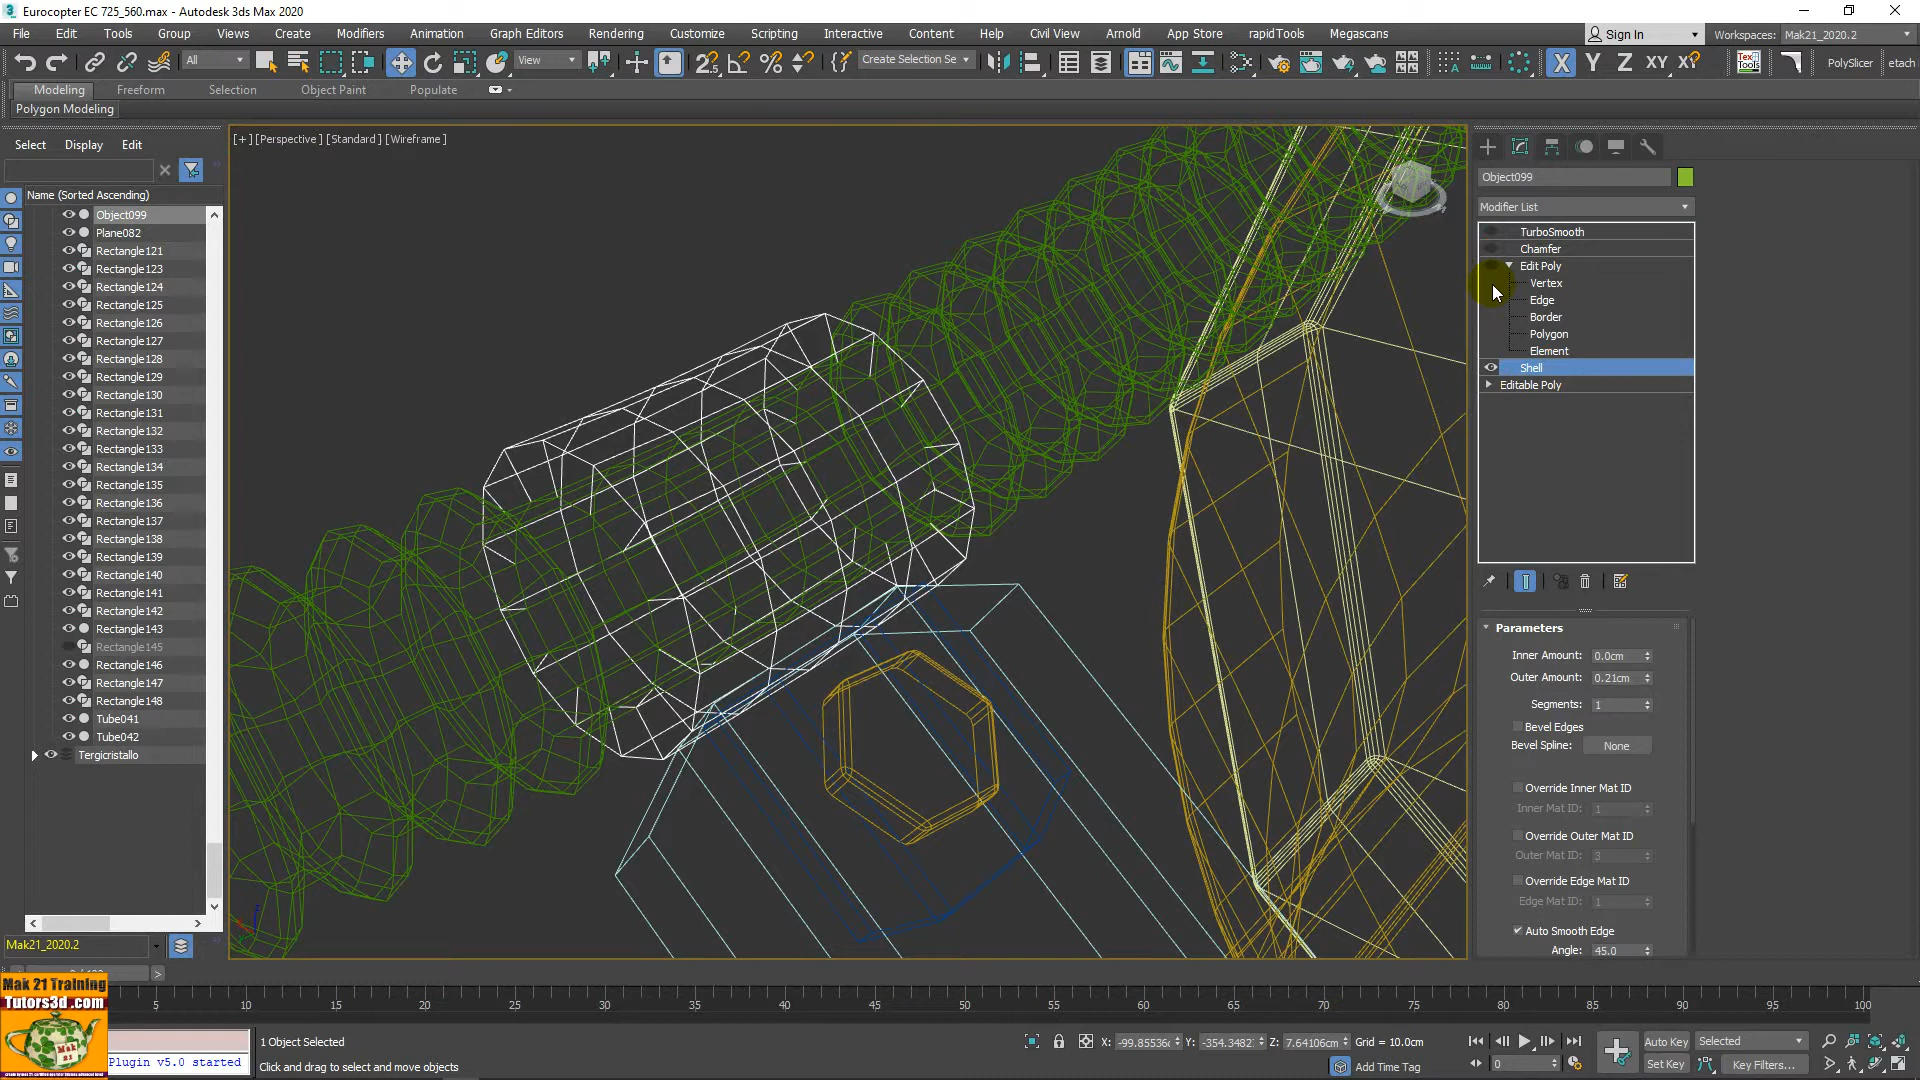 Eurocopter EC 725_560.max - Autodesk 3ds Max 2020
File Edit Tools Group Views Create Modifiers Animation Graph Editors Rendering Customize Scripting Interactive Content Help Civil View Arnold App Store rapidTools Megascans
Sign In
Workspaces: Mak21_2020.2
All
View
Create Selection Se
X Y Z XY XY
PolySlicer
etach
Modeling Freeform Selection Object Paint Populate
Polygon Modeling
Select Display Edit
Name (Sorted Ascending)
Object099
Plane082
Rectangle121
Rectangle123
Rectangle124
Rectangle125
Rectangle126
Rectangle127
Rectangle128
Rectangle129
Rectangle130
Rectangle131
Rectangle132
Rectangle133
Rectangle134
Rectangle135
Rectangle136
Rectangle137
Rectangle138
Rectangle139
Rectangle140
Rectangle141
Rectangle142
Rectangle143
Rectangle145
Rectangle146
Rectangle147
Rectangle148
Tube041
Tube042
Tergicristallo
Mak21_2020.2
[+] [Perspective] [Standard] [Wireframe]
Object099
Modifier List
TurboSmooth
Chamfer
Edit Poly
Vertex
Edge
Border
Polygon
Element
Shell
Editable Poly
Parameters
Inner Amount: 0.0cm
Outer Amount: 0.21cm
Segments: 1
Bevel Edges
Bevel Spline: None
Override Inner Mat ID
Inner Mat ID: 1
Override Outer Mat ID
Outer Mat ID: 3
Override Edge Mat ID
Edge Mat ID: 1
Auto Smooth Edge
Angle: 45.0
Mak 21 Training
Tutors3d.com
Mak
21
5 10 15 20 25 30 35 40 45 50 55 60 65 70 75 80 85 90 95 100
Plugin v5.0 started
1 Object Selected
Click and drag to select and move objects
X: -99.8553 Y: -354.348 Z: 7.64106cm Grid = 10.0cm
Add Time Tag
0
Auto Key Selected
Set Key Key Filters...